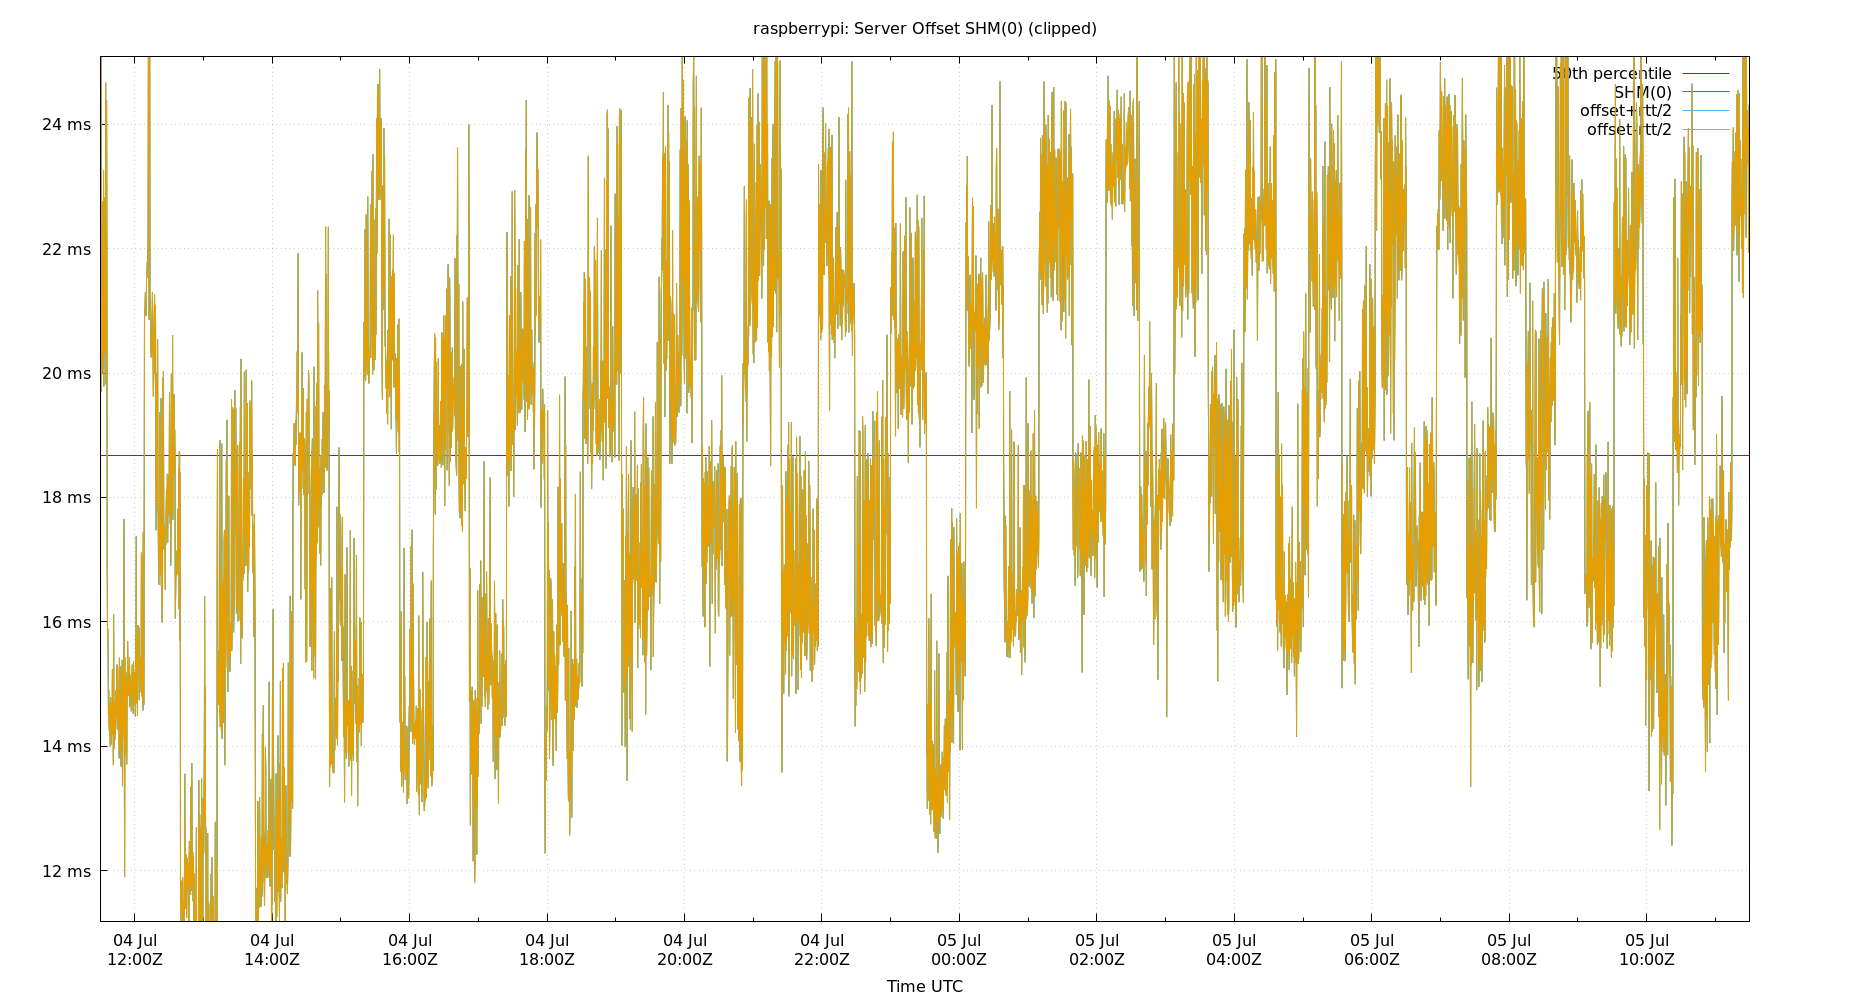 raspberrypi: Server Offset SHM(0) (clipped)
50th percentile
SHM(0)
offset+rtt/2
offset-rtt/2
24 ms
22 ms
20 ms
18 ms
16 ms
14 ms
12 ms
04 Jul 04 Jul 04 Jul 04 Jul 04 Jul 04 Jul 05 Jul 05 Jul 05 Jul 05 Jul 05 Jul 05 Jul
12:00Z 14:00Z 16:00Z 18:00Z 20:00Z 22:00Z 00:00Z 02:00Z 04:00Z 06:00Z 08:00Z 10:00Z
Time UTC